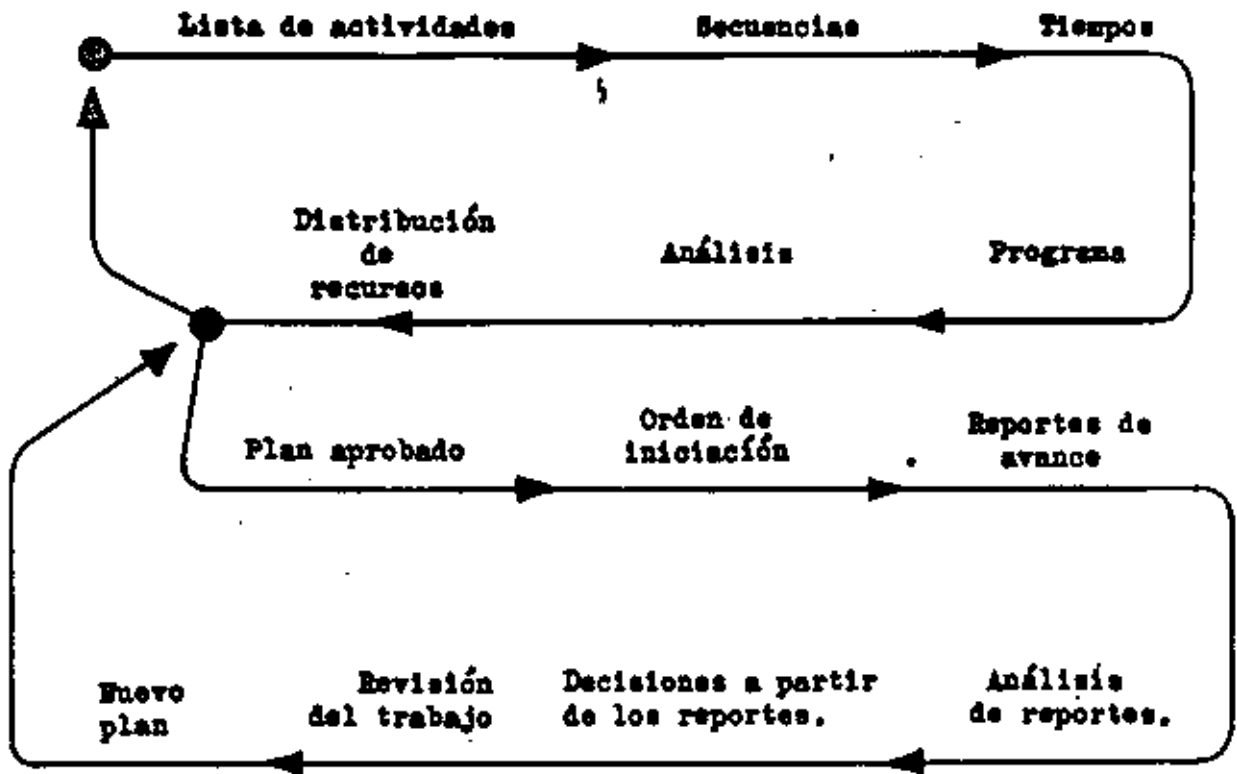 Lista de actividades
Secuencias
Tiempos
Distribución
de
recursos
Análisis
Programa
Plan aprobado
Orden de
iniciación
Reportes de
avance
Nuevo
plan
Revisión
del trabajo
Decisiones a partir
de los reportes.
Análisis
de reportes.